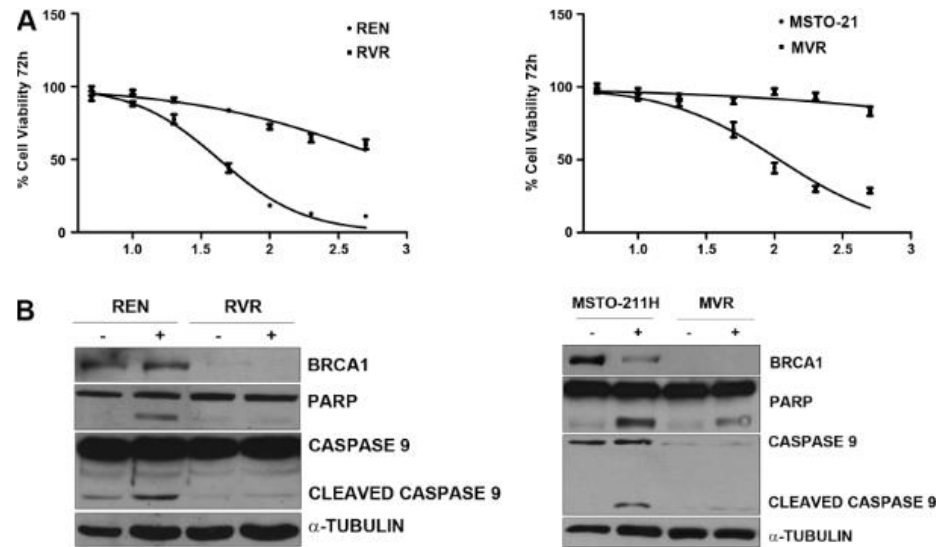 A
% Cell Viability 72h
150
100
50
0
1.0
1.5
2
2.5
3
REN
RVR
% Cell Viability 72h
150
100
50
0
1.0
1.5
2.0
2.5
3
MSTO-21
MVR
B
REN RVR
- + - +
BRCA1
PARP
CASPASE 9
CLEAVED CASPASE 9
α-TUBULIN
MSTO-211H MVR
- + - +
BRCA1
PARP
CASPASE 9
CLEAVED CASPASE 9
α-TUBULIN